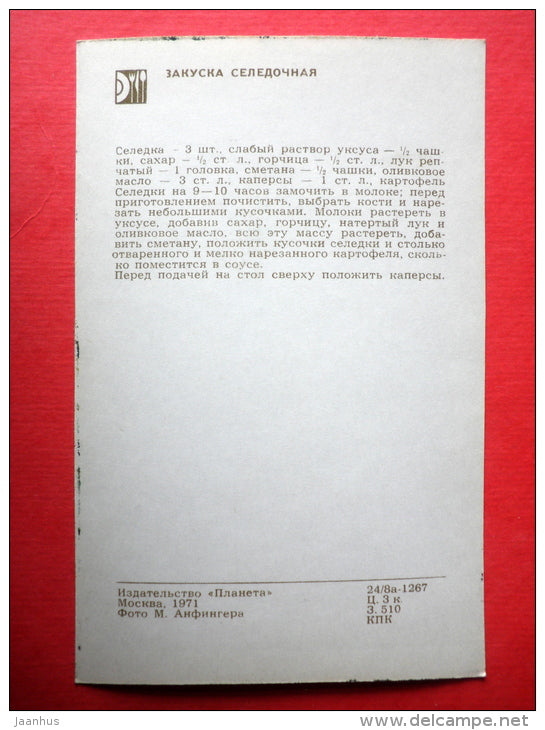 ЗАКУСКА СЕЛЕДОЧНАЯ
Селедка - 3 шт., слабый раствор уксуса — ½ чаш-
ки, сахар — ½ ст. л., горчица — ½ ст. л., лук реп-
чатый — 1 головка, сметана — ½ чашки, оливковое
масло — 3 ст. л., каперсы — 1 ст. л., картофель
Селедки на 9—10 часов замочить в молоке; перед
приготовлением почистить, выбрать кости и наре-
зать небольшими кусочками. Молоки растереть в
уксусе, добавив сахар, горчицу, натертый лук и
оливковое масло, всю эту массу растереть, доба-
вить сметану, положить кусочки селедки и столько
отваренного и мелко нарезанного картофеля, сколь-
ко поместится в соусе.
Перед подачей на стол сверху положить каперсы.
Издательство «Планета»
Москва, 1971
Фото М. Анфингера
24/8а-1267
Ц. 3 к.
З. 510
КПК
Jaanhus
www.delcampe.net